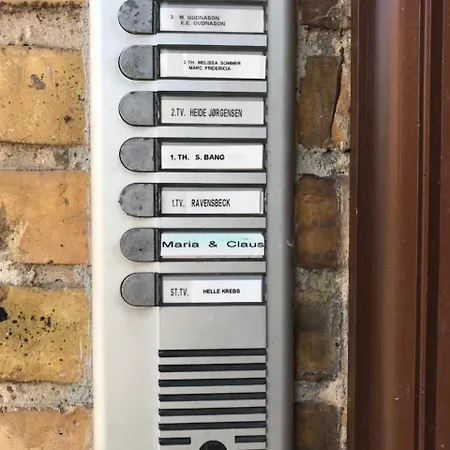 3. M. GUDNASON
E.E. GUDNASON
2.TH. MELISSA SOMMER
MARC FREDERICIA
2.TV. HEIDE JØRGENSEN
1. TH. S. BANG
1.TV. RAVENSBECK
Maria & Claus
ST.TV. HELLE KREBS